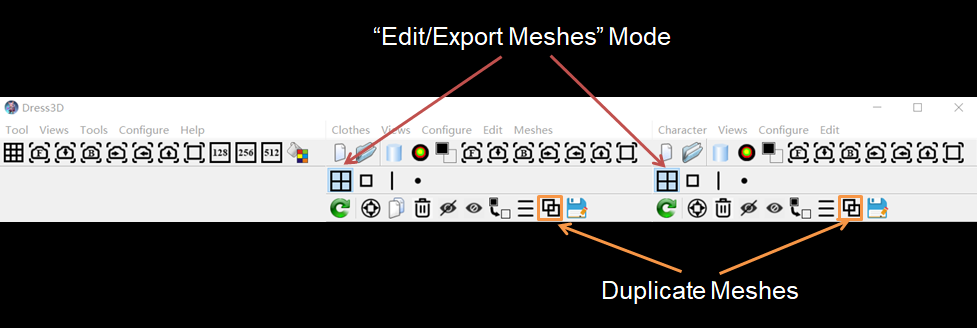 “Edit/Export Meshes” Mode
Dress3D
Tool Views Tools Configure Help Clothes Views Configure Edit Meshes Character Views Configure Edit
F B 128 256 512 F B F B
Duplicate Meshes